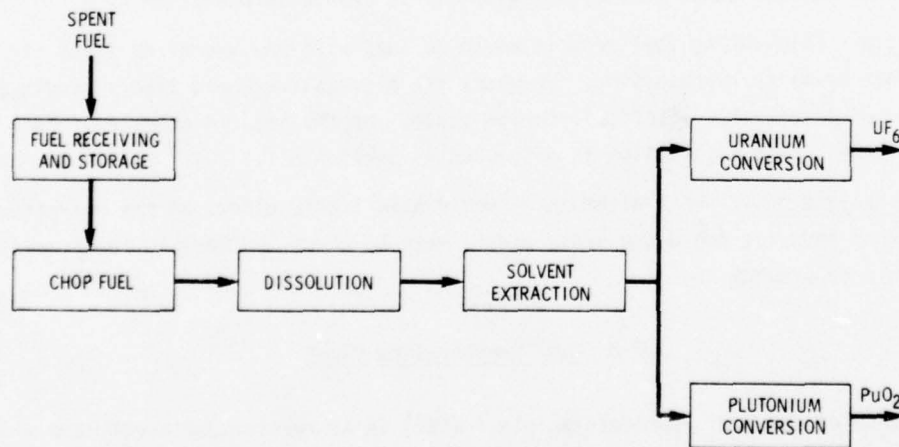 SPENT
FUEL
FUEL RECEIVING
AND STORAGE
CHOP FUEL
DISSOLUTION
SOLVENT
EXTRACTION
URANIUM
CONVERSION
UF₆
PLUTONIUM
CONVERSION
PuO₂